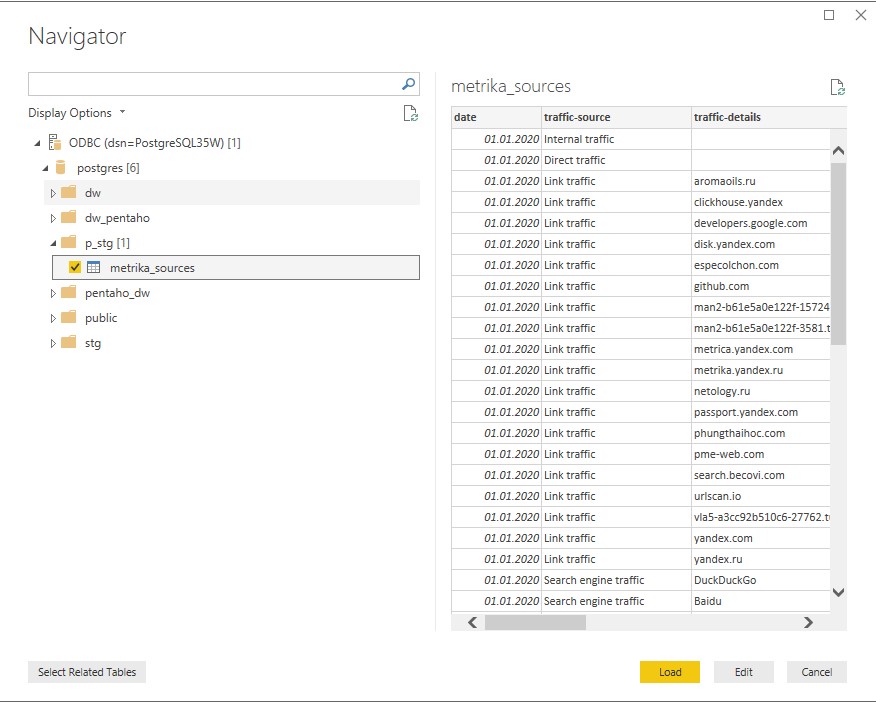 Navigator
Display Options
ODBC (dsn=PostgreSQL35W) [1]
postgres [6]
dw
dw_pentaho
p_stg [1]
metrika_sources
pentaho_dw
public
stg
metrika_sources
date traffic-source traffic-details
01.01.2020 Internal traffic
01.01.2020 Direct traffic
01.01.2020 Link traffic aromaoils.ru
01.01.2020 Link traffic clickhouse.yandex
01.01.2020 Link traffic developers.google.com
01.01.2020 Link traffic disk.yandex.com
01.01.2020 Link traffic especolchon.com
01.01.2020 Link traffic github.com
01.01.2020 Link traffic man2-b61e5a0e122f-15724
01.01.2020 Link traffic man2-b61e5a0e122f-3581.t
01.01.2020 Link traffic metrica.yandex.com
01.01.2020 Link traffic metrika.yandex.ru
01.01.2020 Link traffic netology.ru
01.01.2020 Link traffic passport.yandex.com
01.01.2020 Link traffic phungthaihoc.com
01.01.2020 Link traffic pme-web.com
01.01.2020 Link traffic search.becovi.com
01.01.2020 Link traffic urlscan.io
01.01.2020 Link traffic vla5-a3cc92b510c6-27762.t
01.01.2020 Link traffic yandex.com
01.01.2020 Link traffic yandex.ru
01.01.2020 Search engine traffic DuckDuckGo
01.01.2020 Search engine traffic Baidu
Select Related Tables
Load
Edit
Cancel